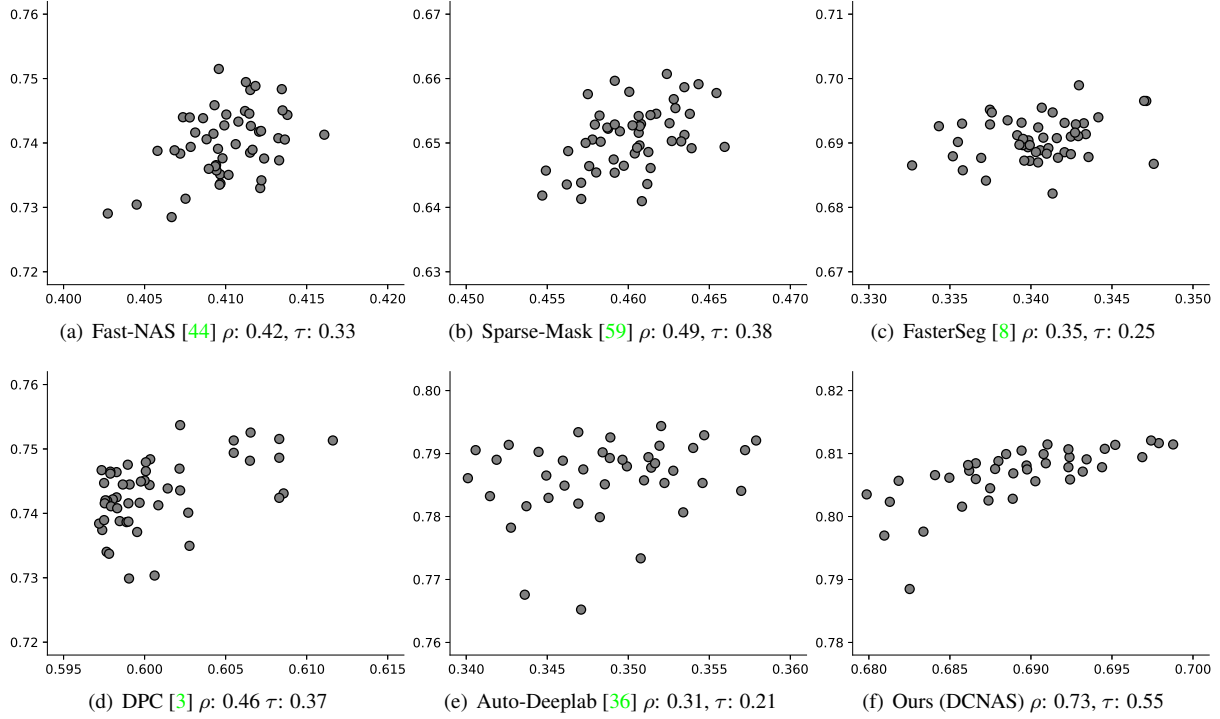 0.76 0.67 0.71
0.75 0.66 0.70
0.74 0.65 0.69
0.73 0.64 0.68
0.72 0.63 0.67
0.400 0.405 0.410 0.415 0.420 0.450 0.455 0.460 0.465 0.470 0.330 0.335 0.340 0.345 0.350
(a) Fast-NAS [44] ρ: 0.42, τ: 0.33 (b) Sparse-Mask [59] ρ: 0.49, τ: 0.38 (c) FasterSeg [8] ρ: 0.35, τ: 0.25
0.76 0.80 0.82
0.75 0.79 0.81
0.74 0.78 0.80
0.73 0.77 0.79
0.72 0.76 0.78
0.595 0.600 0.605 0.610 0.615 0.340 0.345 0.350 0.355 0.360 0.680 0.685 0.690 0.695 0.700
(d) DPC [3] ρ: 0.46 τ: 0.37 (e) Auto-Deeplab [36] ρ: 0.31, τ: 0.21 (f) Ours (DCNAS) ρ: 0.73, τ: 0.55